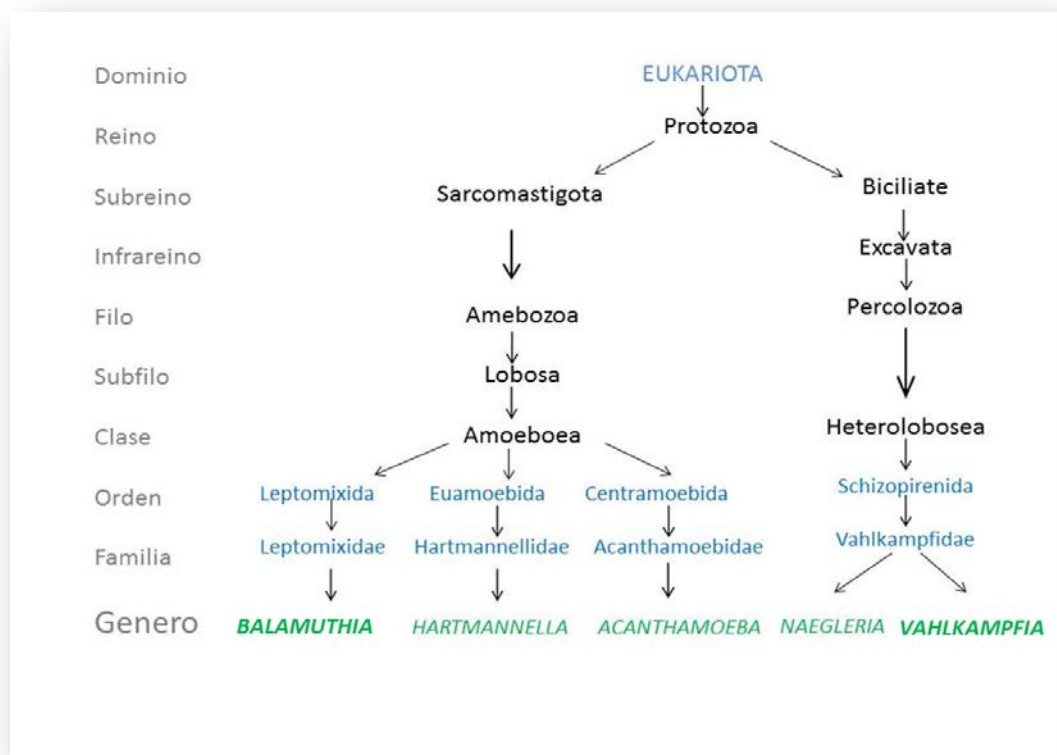 Dominio EUKARIOTA
Reino Protozoa
Subreino Sarcomastigota Biciliate
Infrareino Excavata
Filo Amebozoa Percolozoa
Subfilo Lobosa
Clase Amoeboea Heterolobosea
Orden Leptomixida Euamoebida Centramoebida Schizopirenida
Familia Leptomixidae Hartmannellidae Acanthamoebidae Vahlkampfidae
Genero BALAMUTHIA HARTMANNELLA ACANTHAMOEBA NAEGLERIA VAHLKAMPFIA